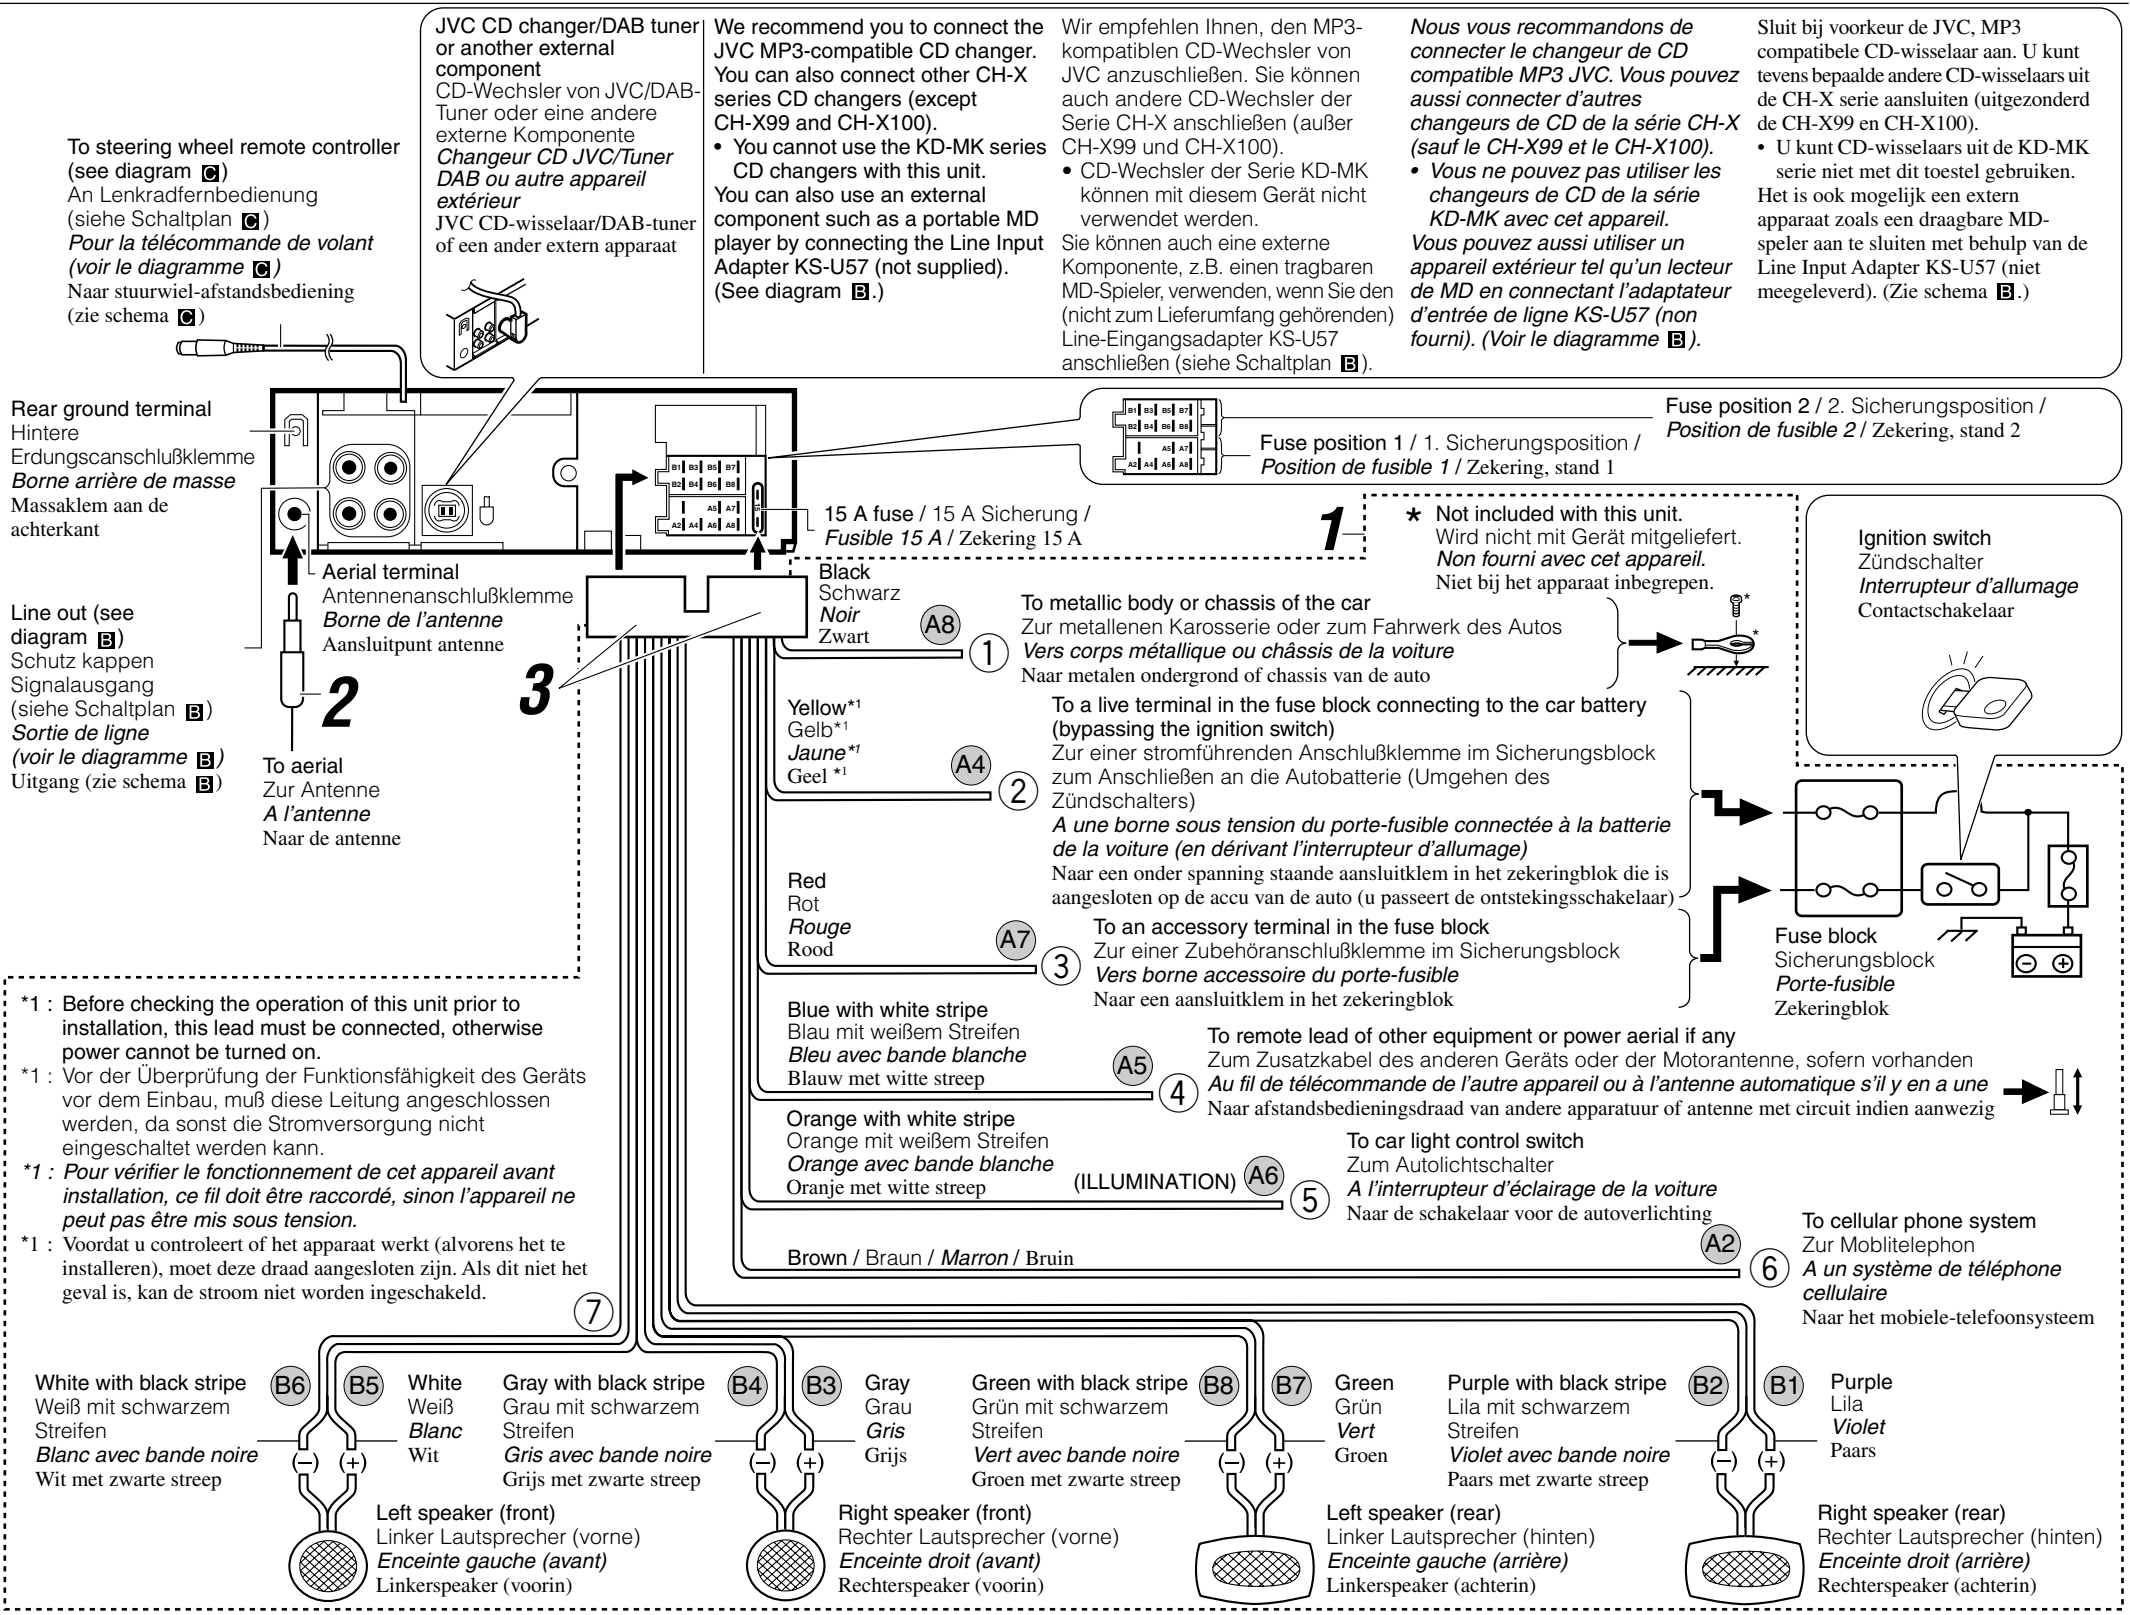 JVC CD changer/DAB tuner
or another external
component
CD-Wechsler von JVC/DAB-
Tuner oder eine andere
externe Komponente
Changeur CD JVC/Tuner
DAB ou autre appareil
extérieur
JVC CD-wisselaar/DAB-tuner
of een ander extern apparaat
We recommend you to connect the
JVC MP3-compatible CD changer.
You can also connect other CH-X
series CD changers (except
CH-X99 and CH-X100).
• You cannot use the KD-MK series
CD changers with this unit.
You can also use an external
component such as a portable MD
player by connecting the Line Input
Adapter KS-U57 (not supplied).
(See diagram B.)
Wir empfehlen Ihnen, den MP3-
kompatiblen CD-Wechsler von
JVC anzuschließen. Sie können
auch andere CD-Wechsler der
Serie CH-X anschließen (außer
CH-X99 und CH-X100).
• CD-Wechsler der Serie KD-MK
können mit diesem Gerät nicht
verwendet werden.
Sie können auch eine externe
Komponente, z.B. einen tragbaren
MD-Spieler, verwenden, wenn Sie den
(nicht zum Lieferumfang gehörenden)
Line-Eingangsadapter KS-U57
anschließen (siehe Schaltplan B).
Nous vous recommandons de
connecter le changeur de CD
compatible MP3 JVC. Vous pouvez
aussi connecter d'autres
changeurs de CD de la série CH-X
(sauf le CH-X99 et le CH-X100).
• Vous ne pouvez pas utiliser les
changeurs de CD de la série
KD-MK avec cet appareil.
Vous pouvez aussi utiliser un
appareil extérieur tel qu'un lecteur
de MD en connectant l'adaptateur
d'entrée de ligne KS-U57 (non
fourni). (Voir le diagramme B).
Sluit bij voorkeur de JVC, MP3
compatibele CD-wisselaar aan. U kunt
tevens bepaalde andere CD-wisselaars uit
de CH-X serie aansluiten (uitgezonderd
de CH-X99 en CH-X100).
• U kunt CD-wisselaars uit de KD-MK
serie niet met dit toestel gebruiken.
Het is ook mogelijk een extern
apparaat zoals een draagbare MD-
speler aan te sluiten met behulp van de
Line Input Adapter KS-U57 (niet
meegeleverd). (Zie schema B.)
To steering wheel remote controller
(see diagram C)
An Lenkradfernbedienung
(siehe Schaltplan C)
Pour la télécommande de volant
(voir le diagramme C)
Naar stuurwiel-afstandsbediening
(zie schema C)
Rear ground terminal
Hintere
Erdungscanschlußklemme
Borne arrière de masse
Massaklem aan de
achterkant
B1 B3 B5 B7
B2 B4 B6 B8
A5 A7
A2 A4 A6 A8
15
B1 B3 B5 B7
B2 B4 B6 B8
A5 A7
A2 A4 A6 A8
Fuse position 2 / 2. Sicherungsposition /
Position de fusible 2 / Zekering, stand 2
Fuse position 1 / 1. Sicherungsposition /
Position de fusible 1 / Zekering, stand 1
15 A fuse / 15 A Sicherung /
Fusible 15 A / Zekering 15 A
1
* Not included with this unit.
Wird nicht mit Gerät mitgeliefert.
Non fourni avec cet appareil.
Niet bij het apparaat inbegrepen.
Ignition switch
Zündschalter
Interrupteur d'allumage
Contactschakelaar
Line out (see
diagram B)
Schutz kappen
Signalausgang
(siehe Schaltplan B)
Sortie de ligne
(voir le diagramme B)
Uitgang (zie schema B)
Aerial terminal
Antennenanschlußklemme
Borne de l'antenne
Aansluitpunt antenne
2
3
To aerial
Zur Antenne
A l'antenne
Naar de antenne
Black
Schwarz
Noir
Zwart
A8
1
To metallic body or chassis of the car
Zur metallenen Karosserie oder zum Fahrwerk des Autos
Vers corps métallique ou châsis de la voiture
Naar metalen ondergrond of chassis van de auto
*
*
Yellow*1
Gelb*1
Jaune*1
Geel *1
A4
2
To a live terminal in the fuse block connecting to the car battery
(bypassing the ignition switch)
Zur einer stromführenden Anschlußklemme im Sicherungsblock
zum Anschließen an die Autobatterie (Umgehen des
Zündschalters)
A une borne sous tension du porte-fusible connectée à la batterie
de la voiture (en dérivant l'interrupteur d'allumage)
Naar een onder spanning staande aansluitklem in het zekeringblok die is
aangesloten op de accu van de auto (u passeert de ontstekingsschakelaar)
Red
Rot
Rouge
Rood
A7
3
To an accessory terminal in the fuse block
Zur einer Zubehöranschlußklemme im Sicherungsblock
Vers borne accessoire du porte-fusible
Naar een aansluitklem in het zekeringblok
Fuse block
Sicherungsblock
Porte-fusible
Zekeringblok
*1 : Before checking the operation of this unit prior to
installation, this lead must be connected, otherwise
power cannot be turned on.
*1 : Vor der Überprüfung der Funktionsfähigkeit des Geräts
vor dem Einbau, muß diese Leitung angeschlossen
werden, da sonst die Stromversorgung nicht
eingeschaltet werden kann.
*1 : Pour vérifier le fonctionnement de cet appareil avant
installation, ce fil doit être raccordé, sinon l'appareil ne
peut pas être mis sous tension.
*1 : Voordat u controleert of het apparaat werkt (alvorens het te
installeren), moet deze draad aangesloten zijn. Als dit niet het
geval is, kan de stroom niet worden ingeschakeld.
Blue with white stripe
Blau mit weißem Streifen
Bleu avec bande blanche
Blauw met witte streep
A5
4
To remote lead of other equipment or power aerial if any
Zum Zusatzkabel des anderen Geräts oder der Motorantenne, sofern vorhanden
Au fil de télécommande de l'autre appareil ou à l'antenne automatique s'il y en a une
Naar afstandsbedieningsdraad van andere apparatuur of antenne met circuit indien aanwezig
Orange with white stripe
Orange mit weißem Streifen
Orange avec bande blanche
Oranje met witte streep
(ILLUMINATION) A6
5
To car light control switch
Zum Autolichtschalter
A l'interrupteur d'éclairage de la voiture
Naar de schakelaar voor de autoverlichting
Brown / Braun / Marron / Bruin
A2
6
To cellular phone system
Zur Moblitelephon
A un système de téléphone
cellulaire
Naar het mobiele-telefoonsysteem
7
White with black stripe
Weiß mit schwarzem
Streifen
Blanc avec bande noire
Wit met zwarte streep
B6 B5
White
Weiß
Blanc
Wit
(–) (+)
Left speaker (front)
Linker Lautsprecher (vorne)
Enceinte gauche (avant)
Linkerspeaker (voorin)
Gray with black stripe
Grau mit schwarzem
Streifen
Gris avec bande noire
Grijs met zwarte streep
B4 B3
Gray
Grau
Gris
Grijs
(–) (+)
Right speaker (front)
Rechter Lautsprecher (vorne)
Enceinte droit (avant)
Rechterspeaker (voorin)
Green with black stripe
Grün mit schwarzem
Streifen
Vert avec bande noire
Groen met zwarte streep
B8 B7
Green
Grün
Vert
Groen
(–) (+)
Left speaker (rear)
Linker Lautsprecher (hinten)
Enceinte gauche (arrière)
Linkerspeaker (achterin)
Purple with black stripe
Lila mit schwarzem
Streifen
Violet avec bande noire
Paars met zwarte streep
B2 B1
Purple
Lila
Violet
Paars
(–) (+)
Right speaker (rear)
Rechter Lautsprecher (hinten)
Enceinte droit (arrière)
Rechterspeaker (achterin)